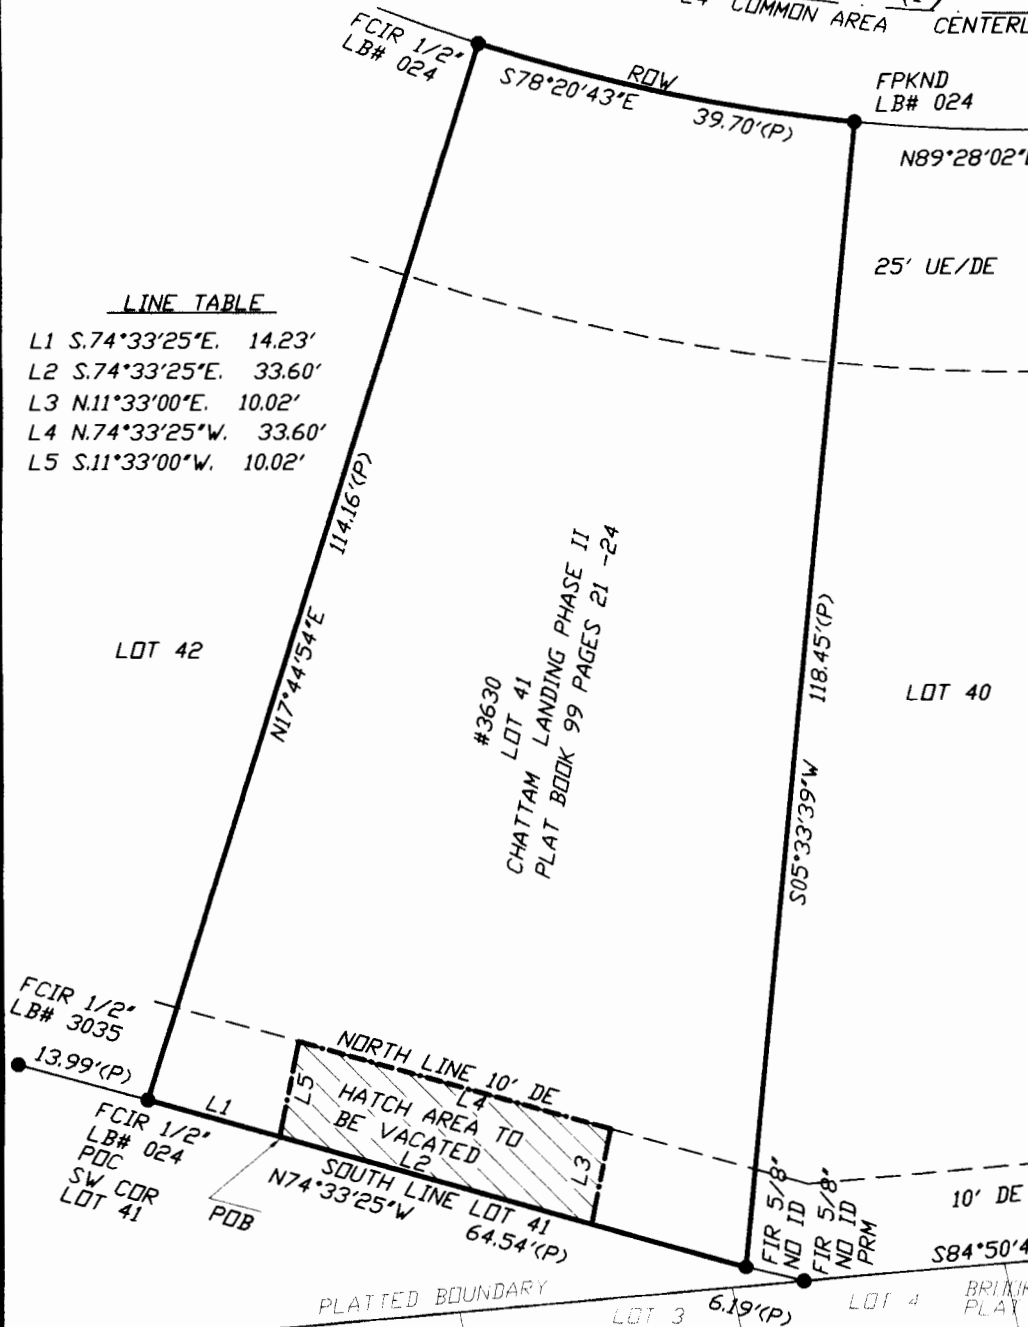 COMMON AREA CENTERL
FCIR 1/2"
LB# 024
S78°20'43"E
ROW
39.70'(P)
FPKND
LB# 024
N89°28'02"
25' UE/DE
LINE TABLE
L1 S.74°33'25"E. 14.23'
L2 S.74°33'25"E. 33.60'
L3 N.11°33'00"E. 10.02'
L4 N.74°33'25"W. 33.60'
L5 S.11°33'00"W. 10.02'
114.16'(P)
N17°44'54"E
LOT 42
#3630
LOT 41
CHATTAM LANDING PHASE II
PLAT BOOK 99 PAGES 21 -24
118.45'(P)
S05°33'39"W
LOT 40
FCIR 1/2"
LB# 3035
13.99'(P)
FCIR 1/2"
LB# 024
POC
SW COR
LOT 41
L1
POB
NORTH LINE 10' DE
L4
L5
HATCH AREA TO
BE VACATED
L2
L3
SOUTH LINE LOT 41
N74°33'25"W
64.54'(P)
FIR 5/8"
NO ID
FIR 5/8"
NO ID
PRM
10' DE
S84°50'4
PLATTED BOUNDARY
LOT 3
6.19'(P)
LOT 4
PLAT